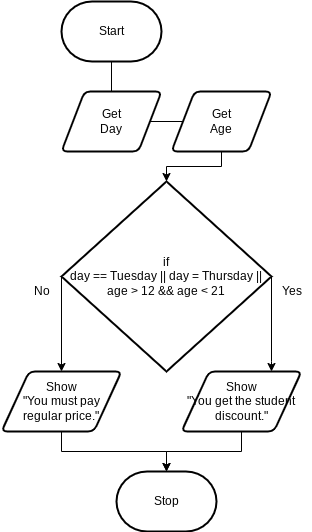 Start
Get
Day
Get
Age
if
day == Tuesday || day = Thursday ||
age > 12 && age < 21
No
Yes
Show
"You must pay
regular price."
Show
"You get the student
discount."
Stop